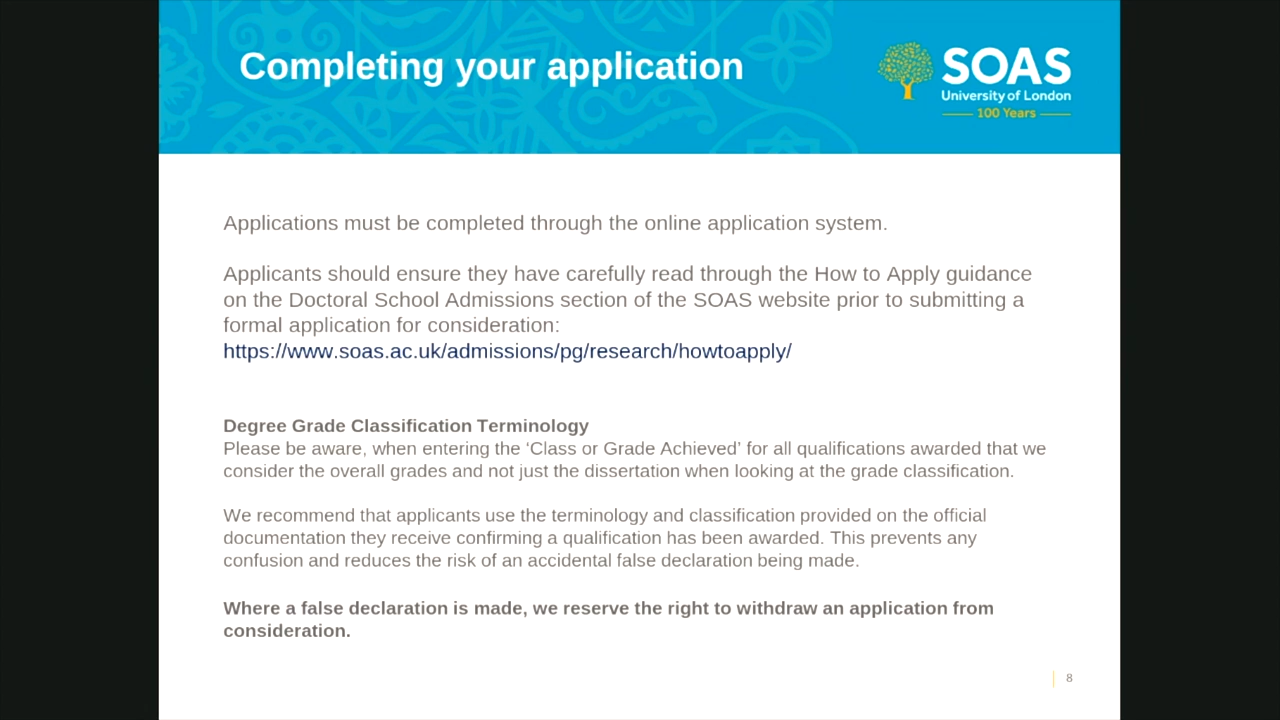 Completing your application
SOAS
University of London
100 Years
Applications must be completed through the online application system.
Applicants should ensure they have carefully read through the How to Apply guidance
on the Doctoral School Admissions section of the SOAS website prior to submitting a
formal application for consideration:
https://www.soas.ac.uk/admissions/pg/research/howtoapply/
Degree Grade Classification Terminology
Please be aware, when entering the ‘Class or Grade Achieved’ for all qualifications awarded that we
consider the overall grades and not just the dissertation when looking at the grade classification.
We recommend that applicants use the terminology and classification provided on the official
documentation they receive confirming a qualification has been awarded. This prevents any
confusion and reduces the risk of an accidental false declaration being made.
Where a false declaration is made, we reserve the right to withdraw an application from
consideration.
8